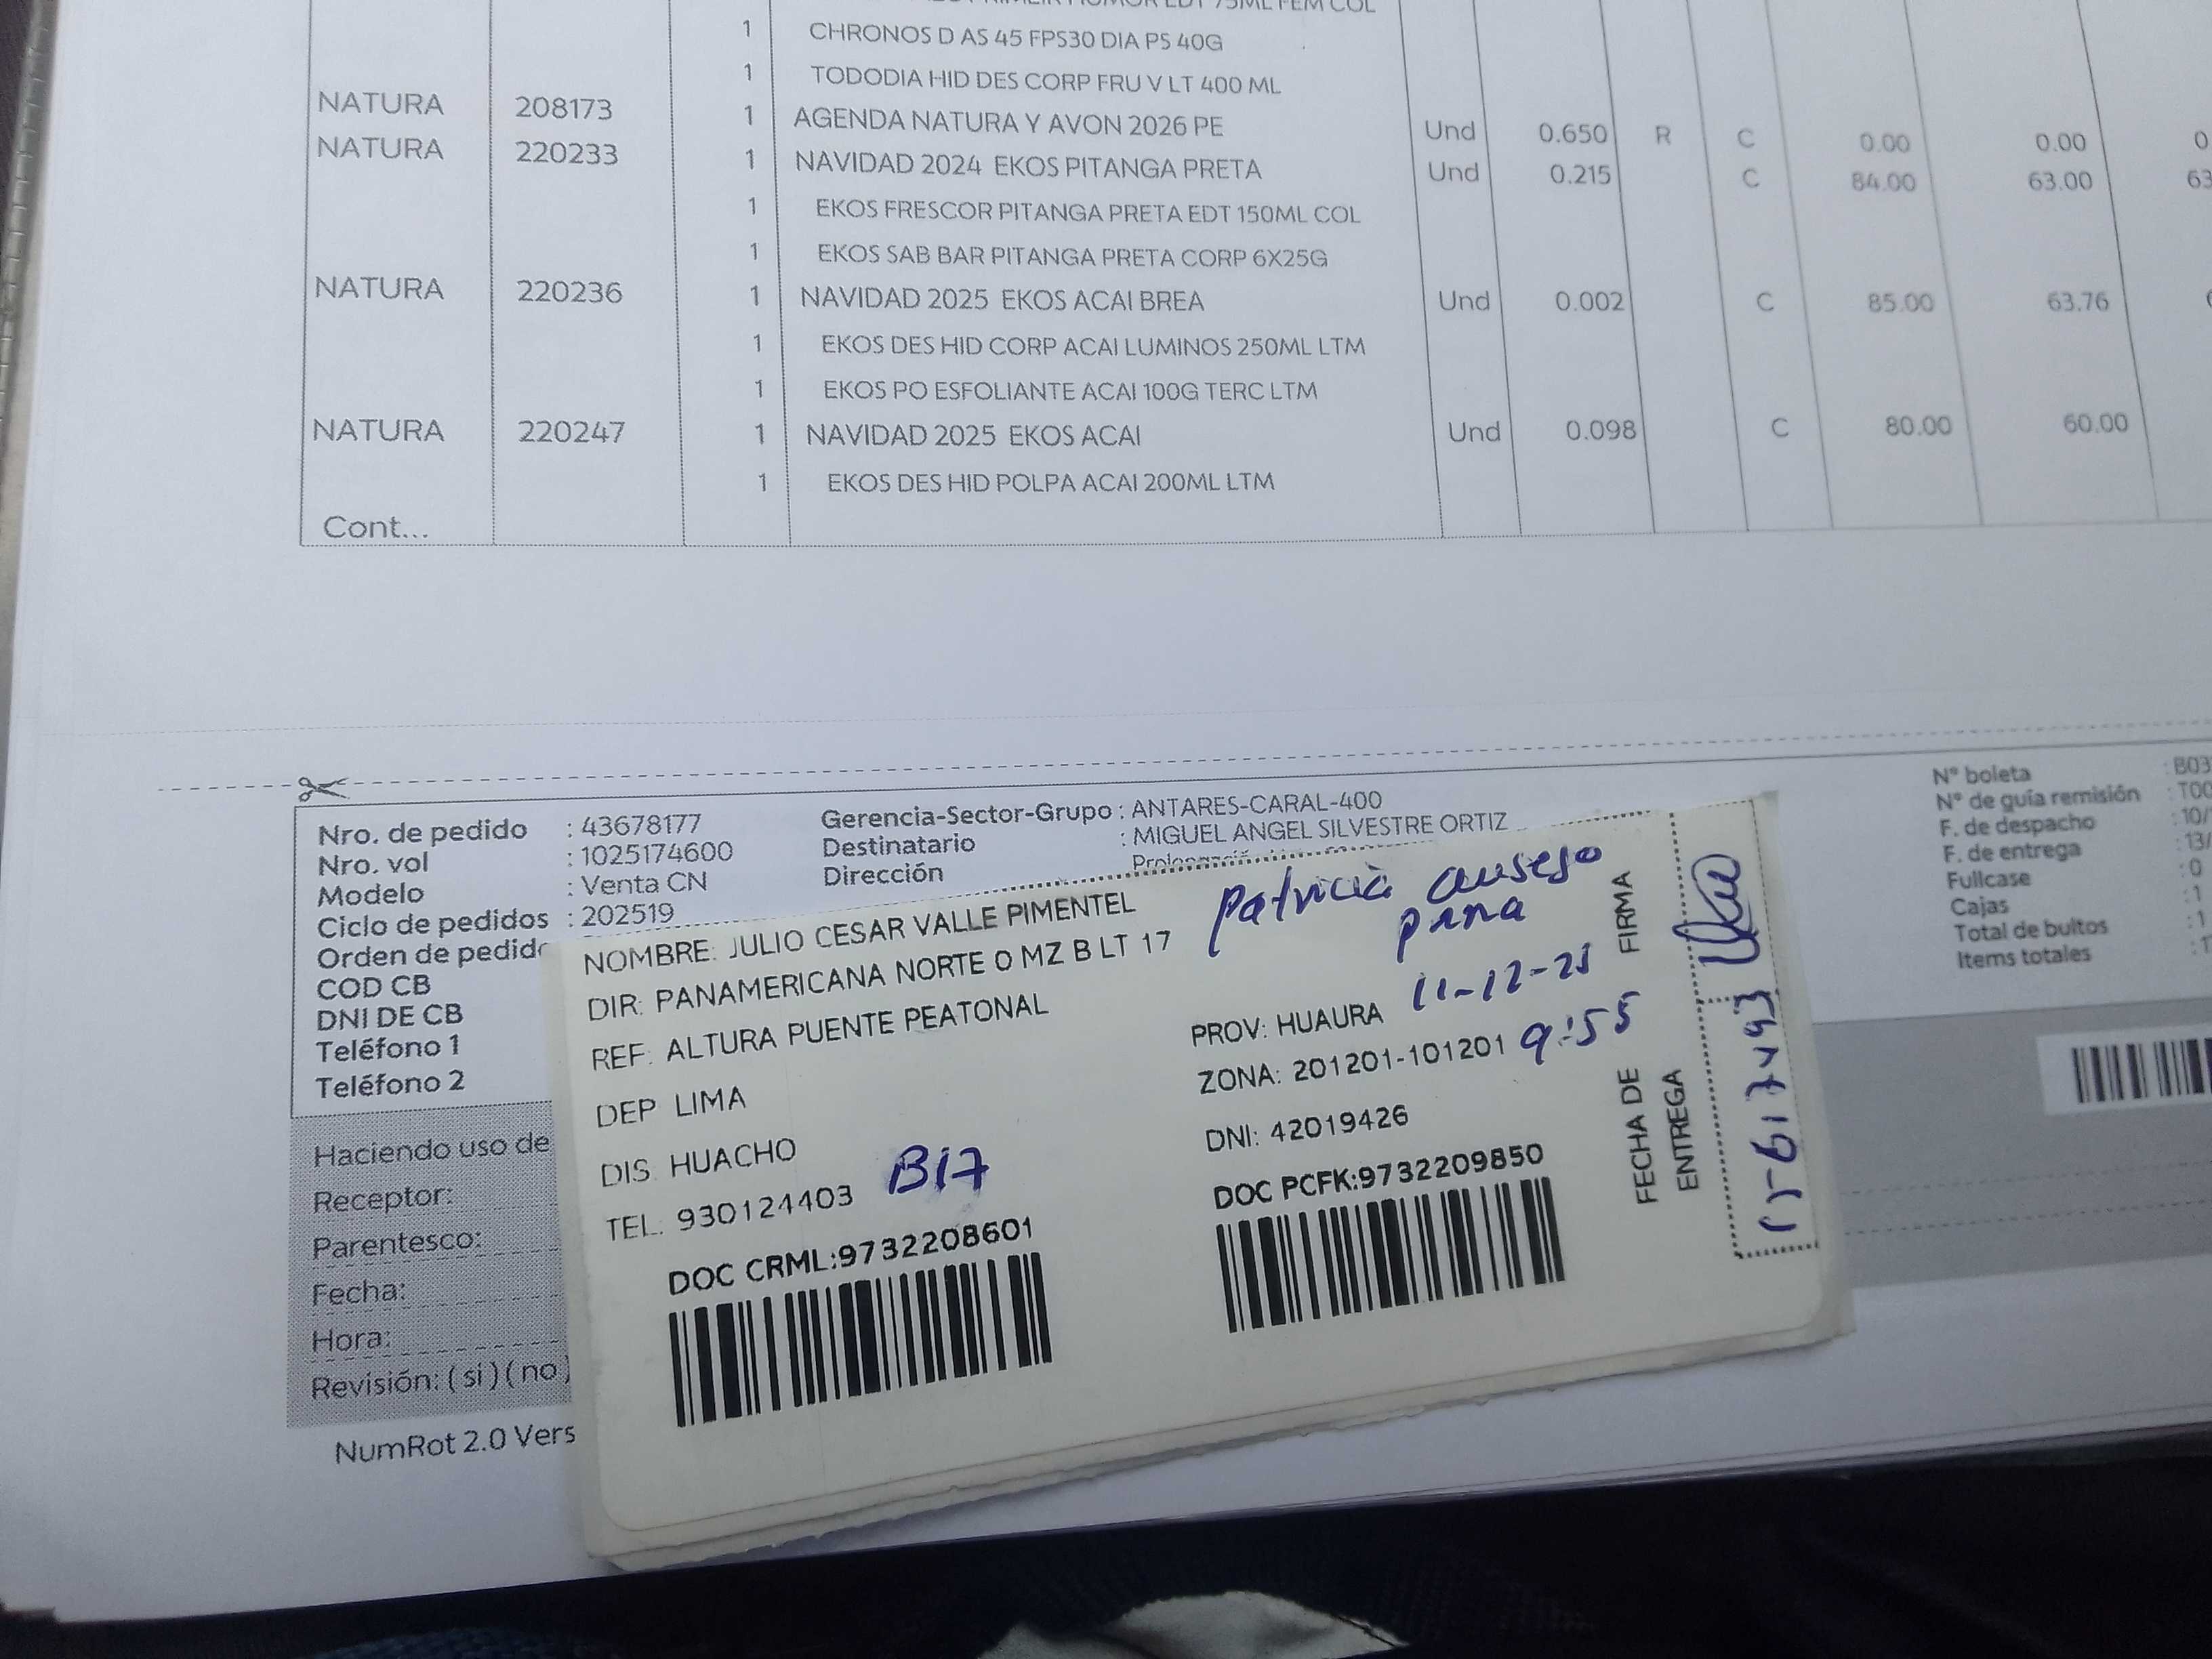 1 CHRONOS D AS 45 FPS30 DIA PS 40G
1 TODODIA HID DES CORP FRU V LT 400 ML
NATURA 208173 1 AGENDA NATURA Y AVON 2026 PE Und 0.650 R C 0.00 0.00
NATURA 220233 1 NAVIDAD 2024 EKOS PITANGA PRETA Und 0.215 C 84.00 63.00
1 EKOS FRESCOR PITANGA PRETA EDT 150ML COL
1 EKOS SAB BAR PITANGA PRETA CORP 6X25G
NATURA 220236 1 NAVIDAD 2025 EKOS ACAI BREA Und 0.002 C 85.00 63.76
1 EKOS DES HID CORP ACAI LUMINOS 250ML LTM
1 EKOS PO ESFOLIANTE ACAI 100G TERC LTM
NATURA 220247 1 NAVIDAD 2025 EKOS ACAI Und 0.098 C 80.00 60.00
1 EKOS DES HID POLPA ACAI 200ML LTM
Cont...
Nro. de pedido : 43678177
Nro. vol : 1025174600
Modelo : Venta CN
Ciclo de pedidos : 202519
Orden de pedido
COD CB
DNI DE CB
Teléfono 1
Teléfono 2
Gerencia-Sector-Grupo : ANTARES-CARAL-400
Destinatario : MIGUEL ANGEL SILVESTRE ORTIZ
Dirección
N° boleta : B03
N° de guía remisión : T00
F. de despacho : 10/
F. de entrega : 13/
Fullcase : 0
Cajas : 1
Total de bultos : 1
Items totales
Haciendo uso de
Receptor:
Parentesco:
Fecha:
Hora:
Revisión: ( si ) ( no )
NumRot 2.0 Vers
NOMBRE: JULIO CESAR VALLE PIMENTEL
DIR: PANAMERICANA NORTE 0 MZ B LT 17
REF: ALTURA PUENTE PEATONAL
DEP LIMA
DIS. HUACHO
TEL: 930124403 B17
DOC CRML:9732208601
Patricia
PROV: HUAURA 11-12-25
ZONA: 201201-101201 9:55
DNI: 42019426
DOC PCFK:9732209850
FIRMA
FECHA DE
ENTREGA